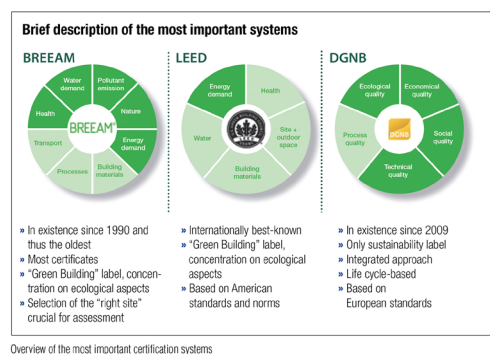 Brief description of the most important systems
BREEAM
Water
demand
Pollutant
emission
Health
Nature
BREEAM®
Transport
Energy
demand
Processes
Building
materials
» In existence since 1990 and
thus the oldest
» Most certificates
» “Green Building” label, concen-
tration on ecological aspects
» Selection of the “right site”
crucial for assessment
LEED
Energy
demand
Health
Water
Site +
outdoor
space
Building
materials
» Internationally best-known
» “Green Building” label,
concentration on ecological
aspects
» Based on American
standards and norms
DGNB
Ecological
quality
Economical
quality
Process
quality
DGNB
Social
quality
Technical
quality
» In existence since 2009
» Only sustainability label
» Integrated approach
» Life cycle-based
» Based on
European standards
Overview of the most important certification systems